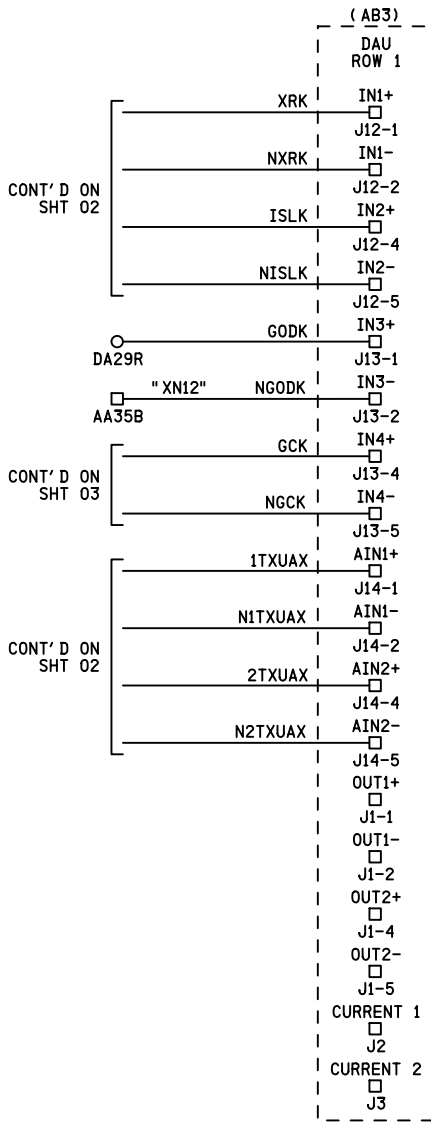 (AB3)
DAU
ROW 1
XRK
IN1+
J12-1
NXRK
IN1-
J12-2
CONT'D ON
SHT 02
ISLK
IN2+
J12-4
NISLK
IN2-
J12-5
GODK
IN3+
DA29R
J13-1
"XN12"
NGODK
IN3-
AA35B
J13-2
GCK
IN4+
J13-4
CONT'D ON
SHT 03
NGCK
IN4-
J13-5
1TXUAX
AIN1+
J14-1
N1TXUAX
AIN1-
J14-2
CONT'D ON
SHT 02
2TXUAX
AIN2+
J14-4
N2TXUAX
AIN2-
J14-5
OUT1+
J1-1
OUT1-
J1-2
OUT2+
J1-4
OUT2-
J1-5
CURRENT 1
J2
CURRENT 2
J3